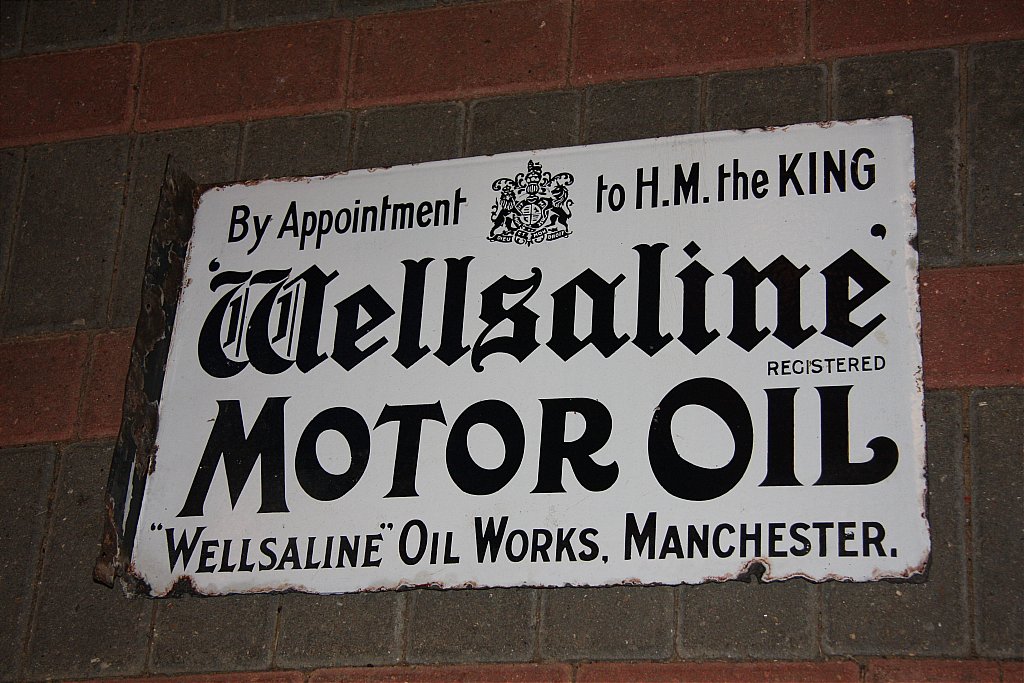 By Appointment to H.M. the KING
'Wellsaline'
REGISTERED
MOTOR OIL
"WELLSALINE" OIL WORKS, MANCHESTER.